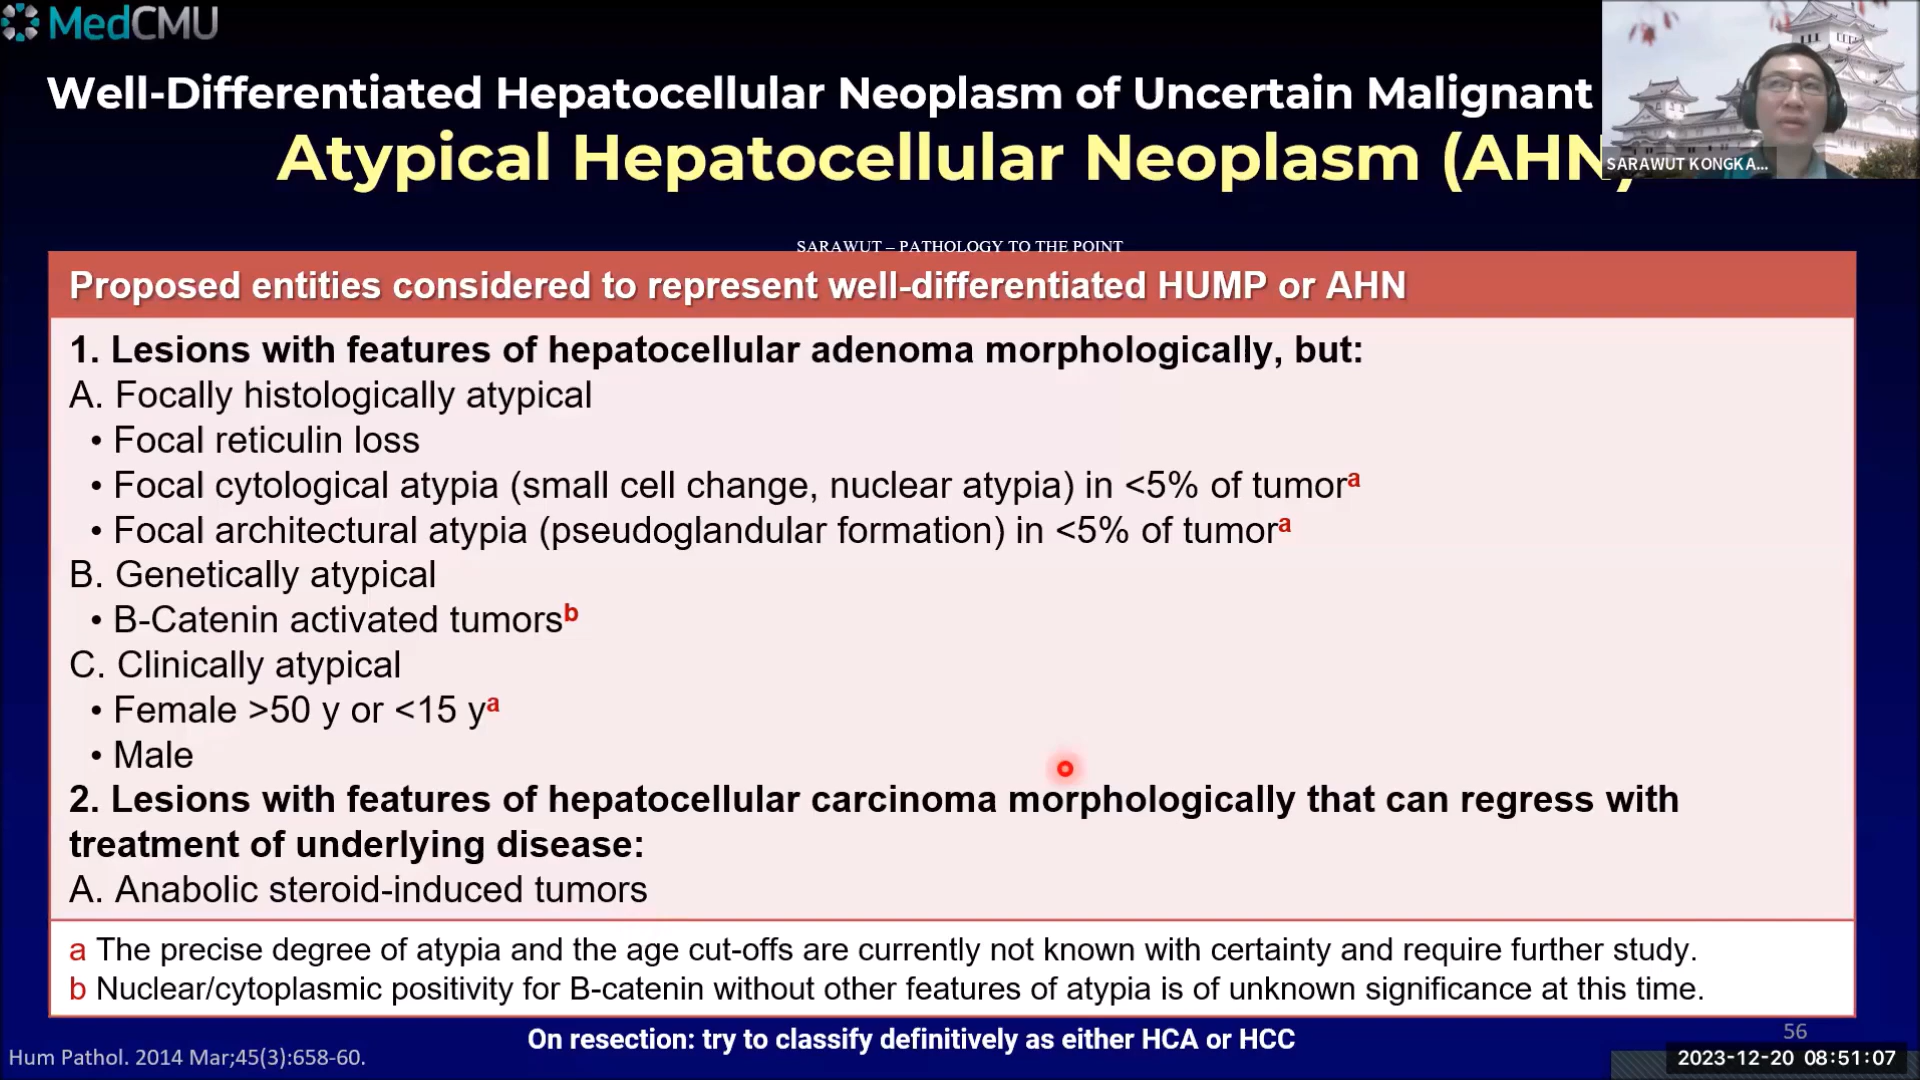 MedCMU
Well-Differentiated Hepatocellular Neoplasm of Uncertain Malignant
Atypical Hepatocellular Neoplasm (AHN)
SARAWUT KONGKA...
SARAWUT – PATHOLOGY TO THE POINT
Proposed entities considered to represent well-differentiated HUMP or AHN
1. Lesions with features of hepatocellular adenoma morphologically, but:
A. Focally histologically atypical
• Focal reticulin loss
• Focal cytological atypia (small cell change, nuclear atypia) in <5% of tumorᵃ
• Focal architectural atypia (pseudoglandular formation) in <5% of tumorᵃ
B. Genetically atypical
• B-Catenin activated tumorsᵇ
C. Clinically atypical
• Female >50 y or <15 yᵃ
• Male
2. Lesions with features of hepatocellular carcinoma morphologically that can regress with
treatment of underlying disease:
A. Anabolic steroid-induced tumors
a The precise degree of atypia and the age cut-offs are currently not known with certainty and require further study.
b Nuclear/cytoplasmic positivity for B-catenin without other features of atypia is of unknown significance at this time.
On resection: try to classify definitively as either HCA or HCC
56
Hum Pathol. 2014 Mar;45(3):658-60.
2023-12-20 08:51:07